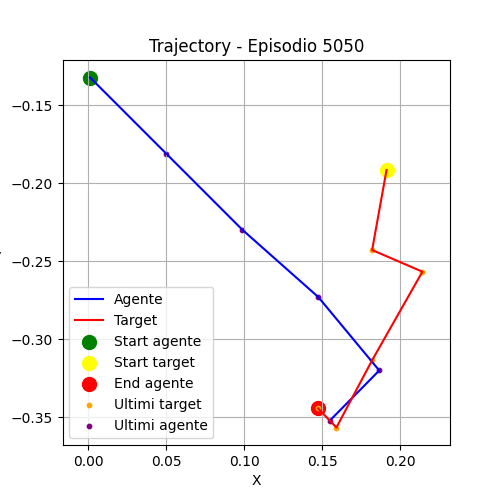 Trajectory - Episodio 5050
−0.15
−0.20
−0.25
−0.30
−0.35
Agente
Target
Start agente
Start target
End agente
Ultimi target
Ultimi agente
0.00 0.05 0.10 0.15 0.20
X